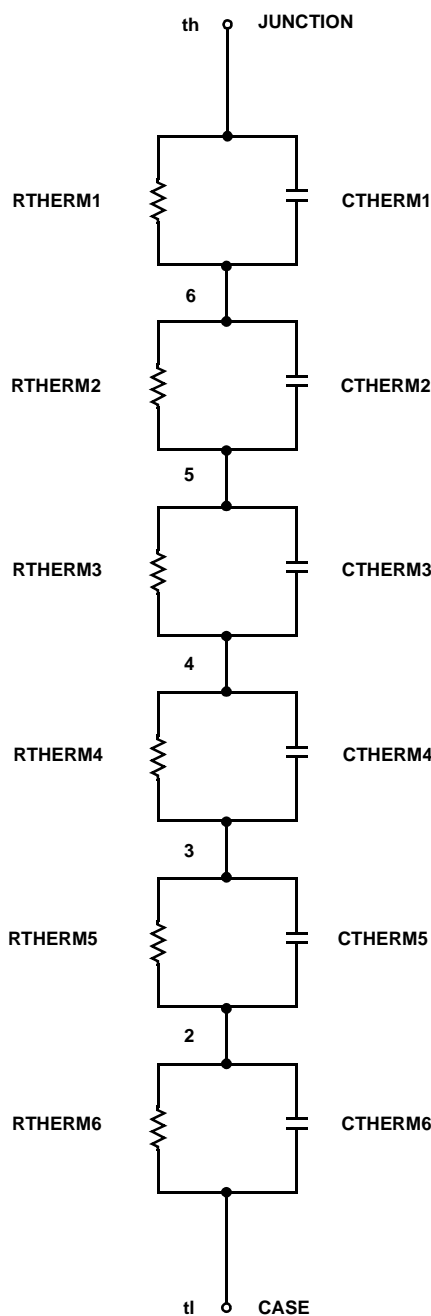 th JUNCTION
RTHERM1 CTHERM1
6
RTHERM2 CTHERM2
5
RTHERM3 CTHERM3
4
RTHERM4 CTHERM4
3
RTHERM5 CTHERM5
2
RTHERM6 CTHERM6
tl CASE